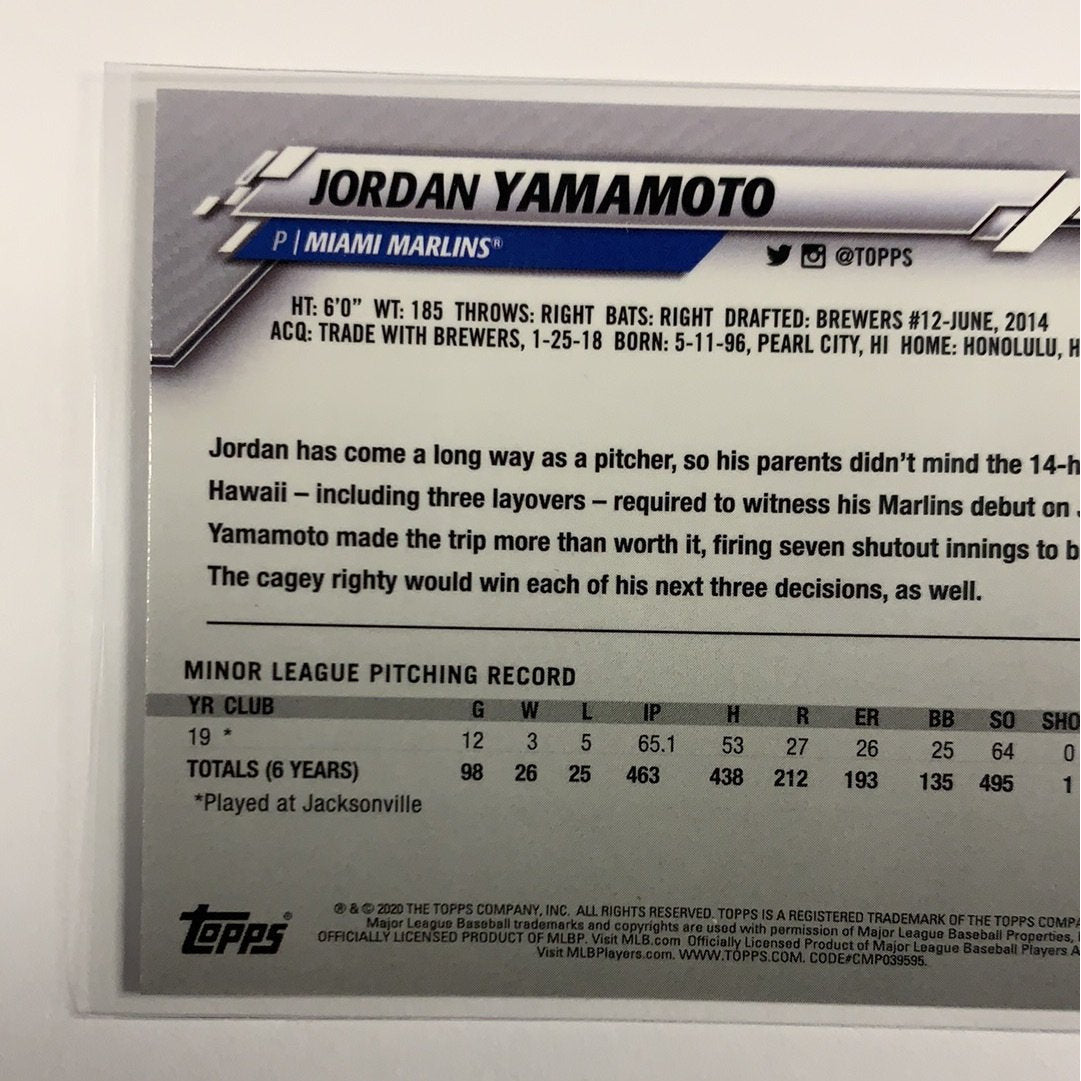 JORDAN YAMAMOTO
P | MIAMI MARLINS®
@TOPPS
HT: 6'0" WT: 185 THROWS: RIGHT BATS: RIGHT DRAFTED: BREWERS #12-JUNE, 2014
ACQ: TRADE WITH BREWERS, 1-25-18 BORN: 5-11-96, PEARL CITY, HI HOME: HONOLULU, H
Jordan has come a long way as a pitcher, so his parents didn't mind the 14-h
Hawaii – including three layovers – required to witness his Marlins debut on
Yamamoto made the trip more than worth it, firing seven shutout innings to b
The cagey righty would win each of his next three decisions, as well.
MINOR LEAGUE PITCHING RECORD
YR CLUB G W L IP H R ER BB SO SHO
19 * 12 3 5 65.1 53 27 26 25 64 0
TOTALS (6 YEARS) 98 26 25 463 438 212 193 135 495 1
*Played at Jacksonville
Topps®
® & © 2020 THE TOPPS COMPANY, INC. ALL RIGHTS RESERVED. TOPPS IS A REGISTERED TRADEMARK OF THE TOPPS COMPA
Major League Baseball trademarks and copyrights are used with permission of Major League Baseball Properties,
OFFICIALLY LICENSED PRODUCT OF MLBP. Visit MLB.com Officially Licensed Product of Major League Baseball Players A
Visit MLBPlayers.com. WWW.TOPPS.COM. CODE#CMP039595.